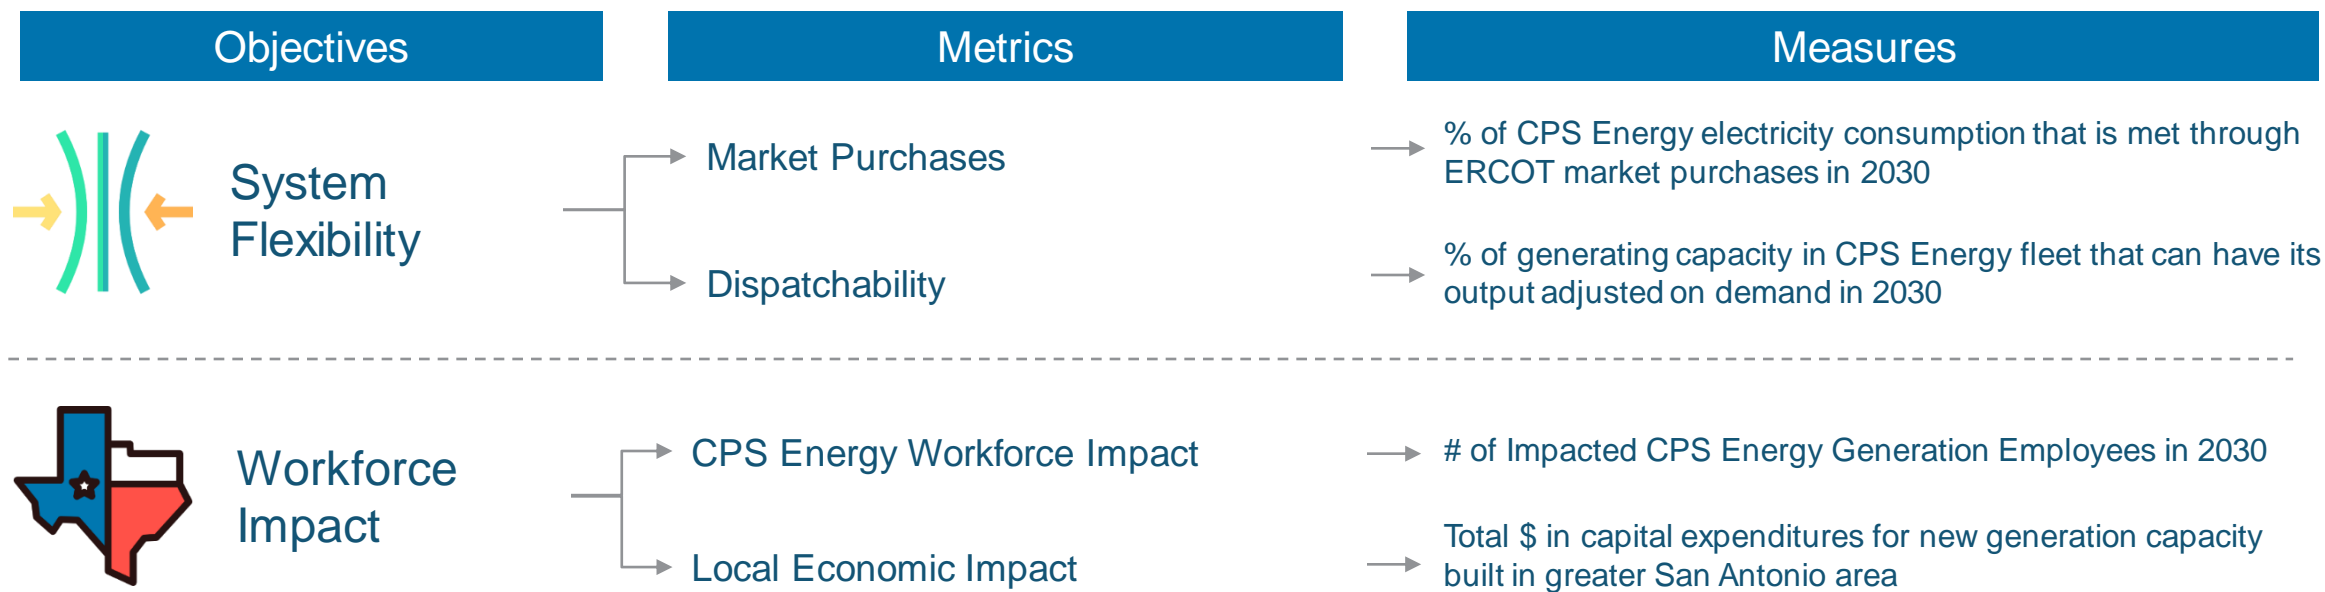 Objectives
Metrics
Measures
System
Flexibility
Market Purchases
% of CPS Energy electricity consumption that is met through
ERCOT market purchases in 2030
Dispatchability
% of generating capacity in CPS Energy fleet that can have its
output adjusted on demand in 2030
Workforce
Impact
CPS Energy Workforce Impact
# of Impacted CPS Energy Generation Employees in 2030
Local Economic Impact
Total $ in capital expenditures for new generation capacity
built in greater San Antonio area